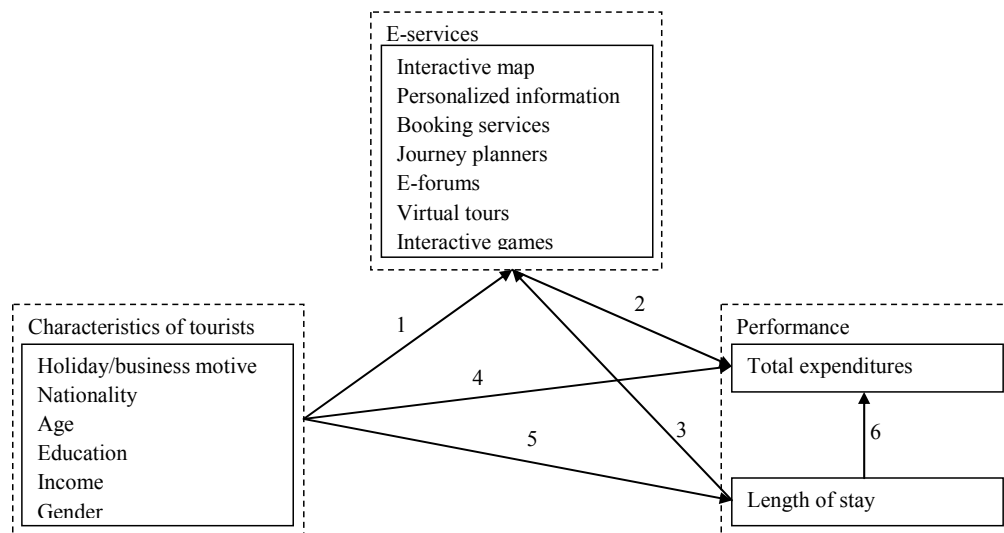 E-services
Interactive map
Personalized information
Booking services
Journey planners
E-forums
Virtual tours
Interactive games
1
2
Characteristics of tourists
Holiday/business motive
Nationality
Age
Education
Income
Gender
4
5
3
Performance
Total expenditures
6
Length of stay